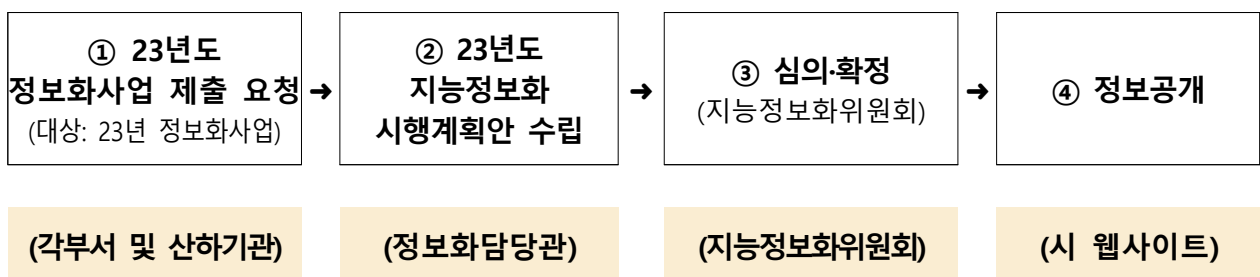 ① 23년도
정보화사업 제출 요청
(대상: 23년 정보화사업)
➜
② 23년도
지능정보화
시행계획안 수립
➜
③ 심의·확정
(지능정보화위원회)
➜
④ 정보공개
(각부서 및 산하기관)
(정보화담당관)
(지능정보화위원회)
(시 웹사이트)